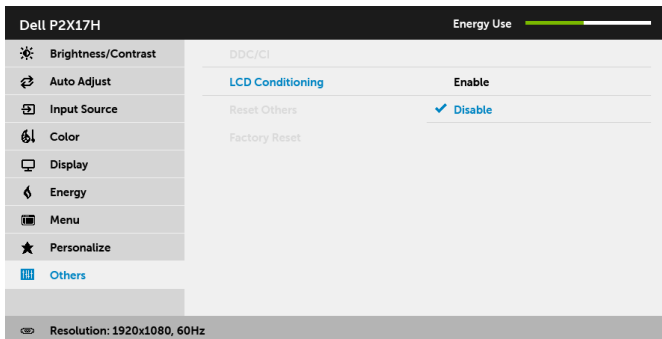 Dell P2X17H
Energy Use
Brightness/Contrast
DDC/CI
Auto Adjust
LCD Conditioning
Enable
Input Source
Reset Others
Disable
Color
Factory Reset
Display
Energy
Menu
Personalize
Others
Resolution: 1920x1080, 60Hz